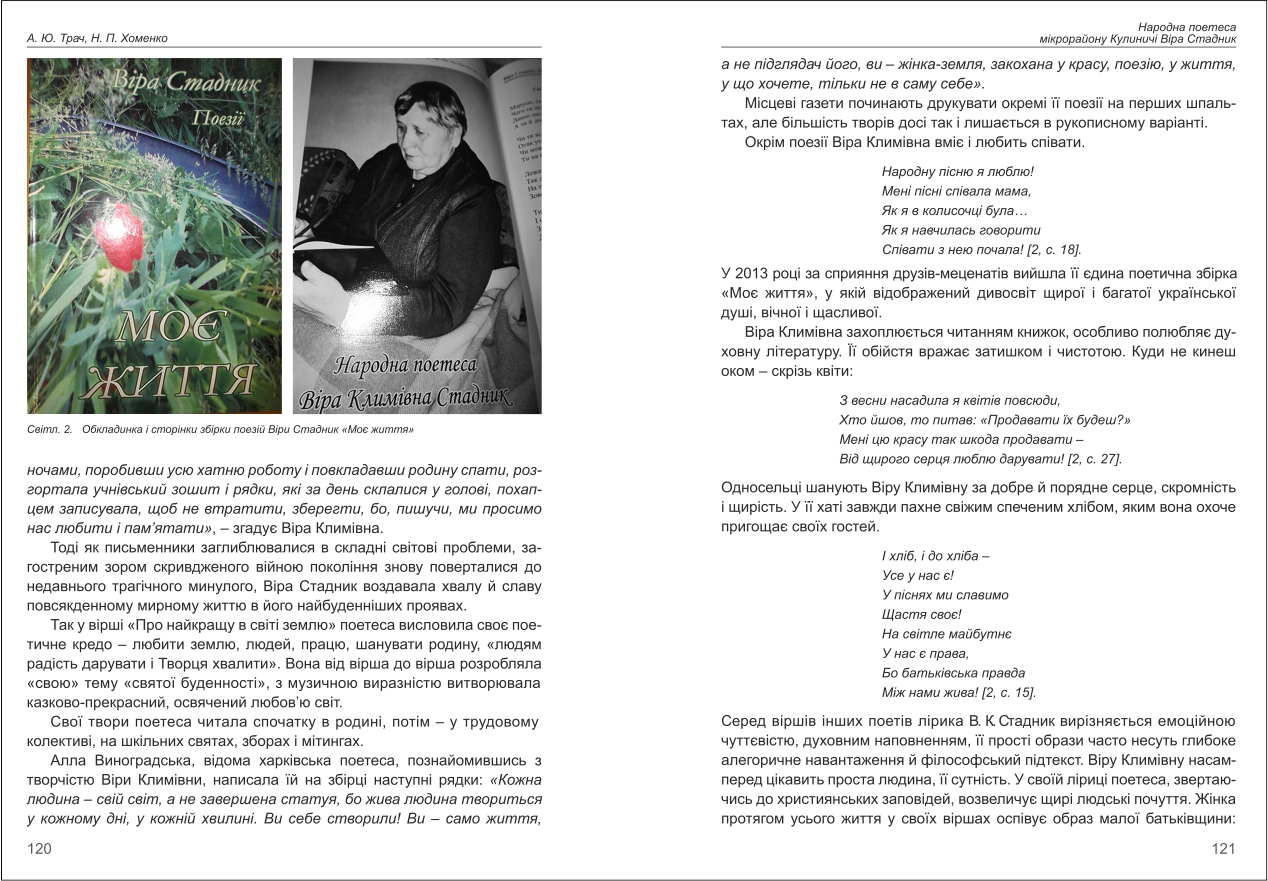 А. Ю. Трач, Н. П. Хоменко
Віра Стадник
Поезії
МОЄ
ЖИТТЯ
Народна поетеса
Віра Климівна Стадник
Світл. 2. Обкладинка і сторінки збірки поезій Віри Стадник «Моє життя»
ночами, поробивши усю хатню роботу і повкладавши родину спати, роз-
гортала учнівський зошит і рядки, які за день склалися у голові, похап-
цем записувала, щоб не втратити, зберегти, бо, пишучи, ми просимо
нас любити і пам’ятати», – згадує Віра Климівна.
Тоді як письменники заглиблювалися в складні світові проблеми, за-
гостреним зором скривдженого війною покоління знову поверталися до
недавнього трагічного минулого, Віра Стадник воздавала хвалу й славу
повсякденному мирному життю в його найбуденніших проявах.
Так у вірші «Про найкращу в світі землю» поетеса висловила своє пое-
тичне кредо – любити землю, людей, працю, шанувати родину, «людям
радість дарувати і Творця хвалити». Вона від вірша до вірша розробляла
«свою» тему «святої буденності», з музичною виразністю витворювала
казково-прекрасний, освячений любов’ю світ.
Свої твори поетеса читала спочатку в родині, потім – у трудовому
колективі, на шкільних святах, зборах і мітингах.
Алла Виноградська, відома харківська поетеса, познайомившись з
творчістю Віри Климівни, написала їй на збірці наступні рядки: «Кожна
людина – свій світ, а не завершена статуя, бо жива людина твориться
у кожному дні, у кожній хвилині. Ви себе створили! Ви – само життя,
120
Народна поетеса
мікрорайону Кулиничі Віра Стадник
а не підглядач його, ви – жінка-земля, закохана у красу, поезію, у життя,
у що хочете, тільки не в саму себе».
Місцеві газети починають друкувати окремі її поезії на перших шпаль-
тах, але більшість творів досі так і лишається в рукописному варіанті.
Окрім поезії Віра Климівна вміє і любить співати.
Народну пісню я люблю!
Мені пісні співала мама,
Як я в колисочці була…
Як я навчилась говорити
Співати з нею почала! [2, с. 18].
У 2013 році за сприяння друзів-меценатів вийшла її єдина поетична збірка
«Моє життя», у якій відображений дивосвіт щирої і багатої української
душі, вічної і щасливої.
Віра Климівна захоплюється читанням книжок, особливо полюбляє ду-
ховну літературу. Її обійстя вражає затишком і чистотою. Куди не кинеш
оком – скрізь квіти:
З весни насадила я квітів повсюди,
Хто йшов, то питав: «Продавати їх будеш?»
Мені цю красу так шкода продавати –
Від щирого серця люблю дарувати! [2, с. 27].
Односельці шанують Віру Климівну за добре й порядне серце, скромність
і щирість. У її хаті завжди пахне свіжим спеченим хлібом, яким вона охоче
пригощає своїх гостей.
І хліб, і до хліба –
Усе у нас є!
У піснях ми славимо
Щастя своє!
На світле майбутнє
У нас є права,
Бо батьківська правда
Між нами жива! [2, с. 15].
Серед віршів інших поетів лірика В. К. Стадник вирізняється емоційною
чуттєвістю, духовним наповненням, її прості образи часто несуть глибоке
алегоричне навантаження й філософський підтекст. Віру Климівну насам-
перед цікавить проста людина, її сутність. У своїй ліриці поетеса, звертаю-
чись до християнських заповідей, возвеличує щирі людські почуття. Жінка
протягом усього життя у своїх віршах оспівує образ малої батьківщини:
121